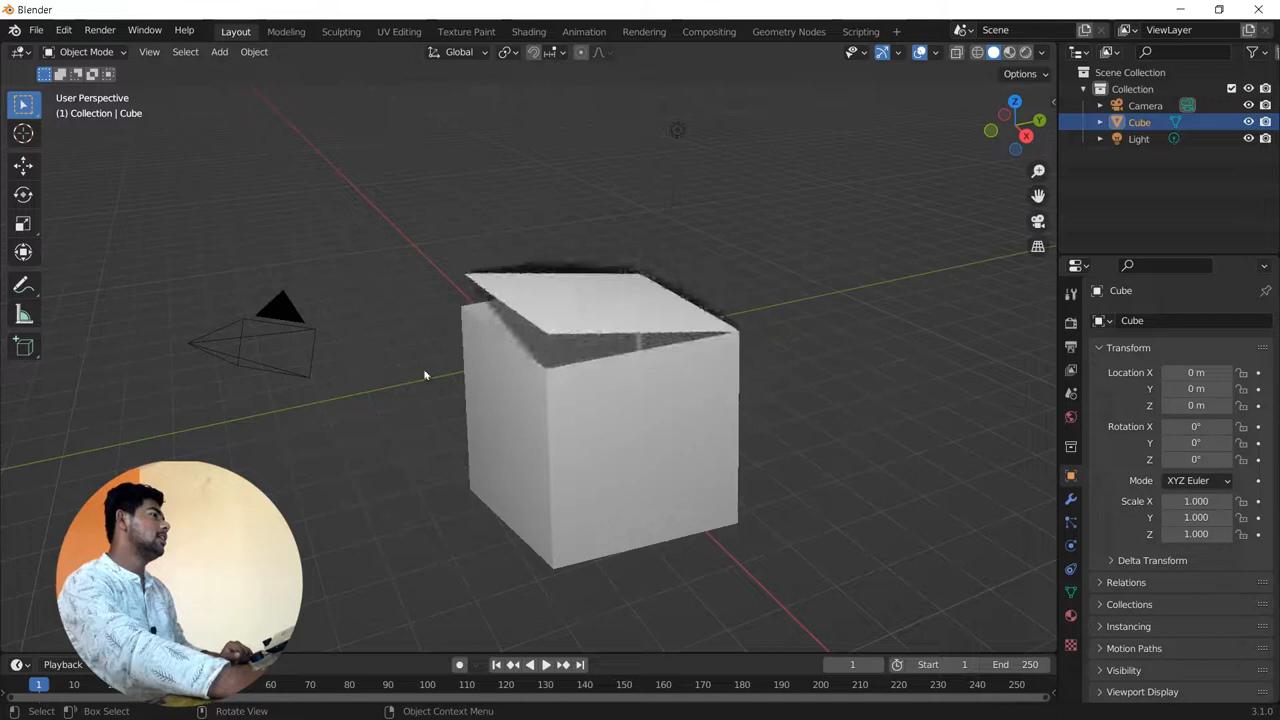 Blender
File Edit Render Window Help Layout Modeling Sculpting UV Editing Texture Paint Shading Animation Rendering Compositing Geometry Nodes Scripting + Scene ViewLayer
Object Mode View Select Add Object Global
Options
User Perspective
(1) Collection | Cube
Z
Y
X
Scene Collection
Collection
Camera
Cube
Light
Cube
Cube
Transform
Location X 0 m
Y 0 m
Z 0 m
Rotation X 0°
Y 0°
Z 0°
Mode XYZ Euler
Scale X 1.000
Y 1.000
Z 1.000
Delta Transform
Relations
Collections
Instancing
Motion Paths
Visibility
Viewport Display
Playback 1 Start 1 End 250
1 10 60 70 80 90 100 110 120 130 140 150 160 170 180 190 200 210 220 230 240 250
Select Box Select Rotate View Object Context Menu 3.1.0